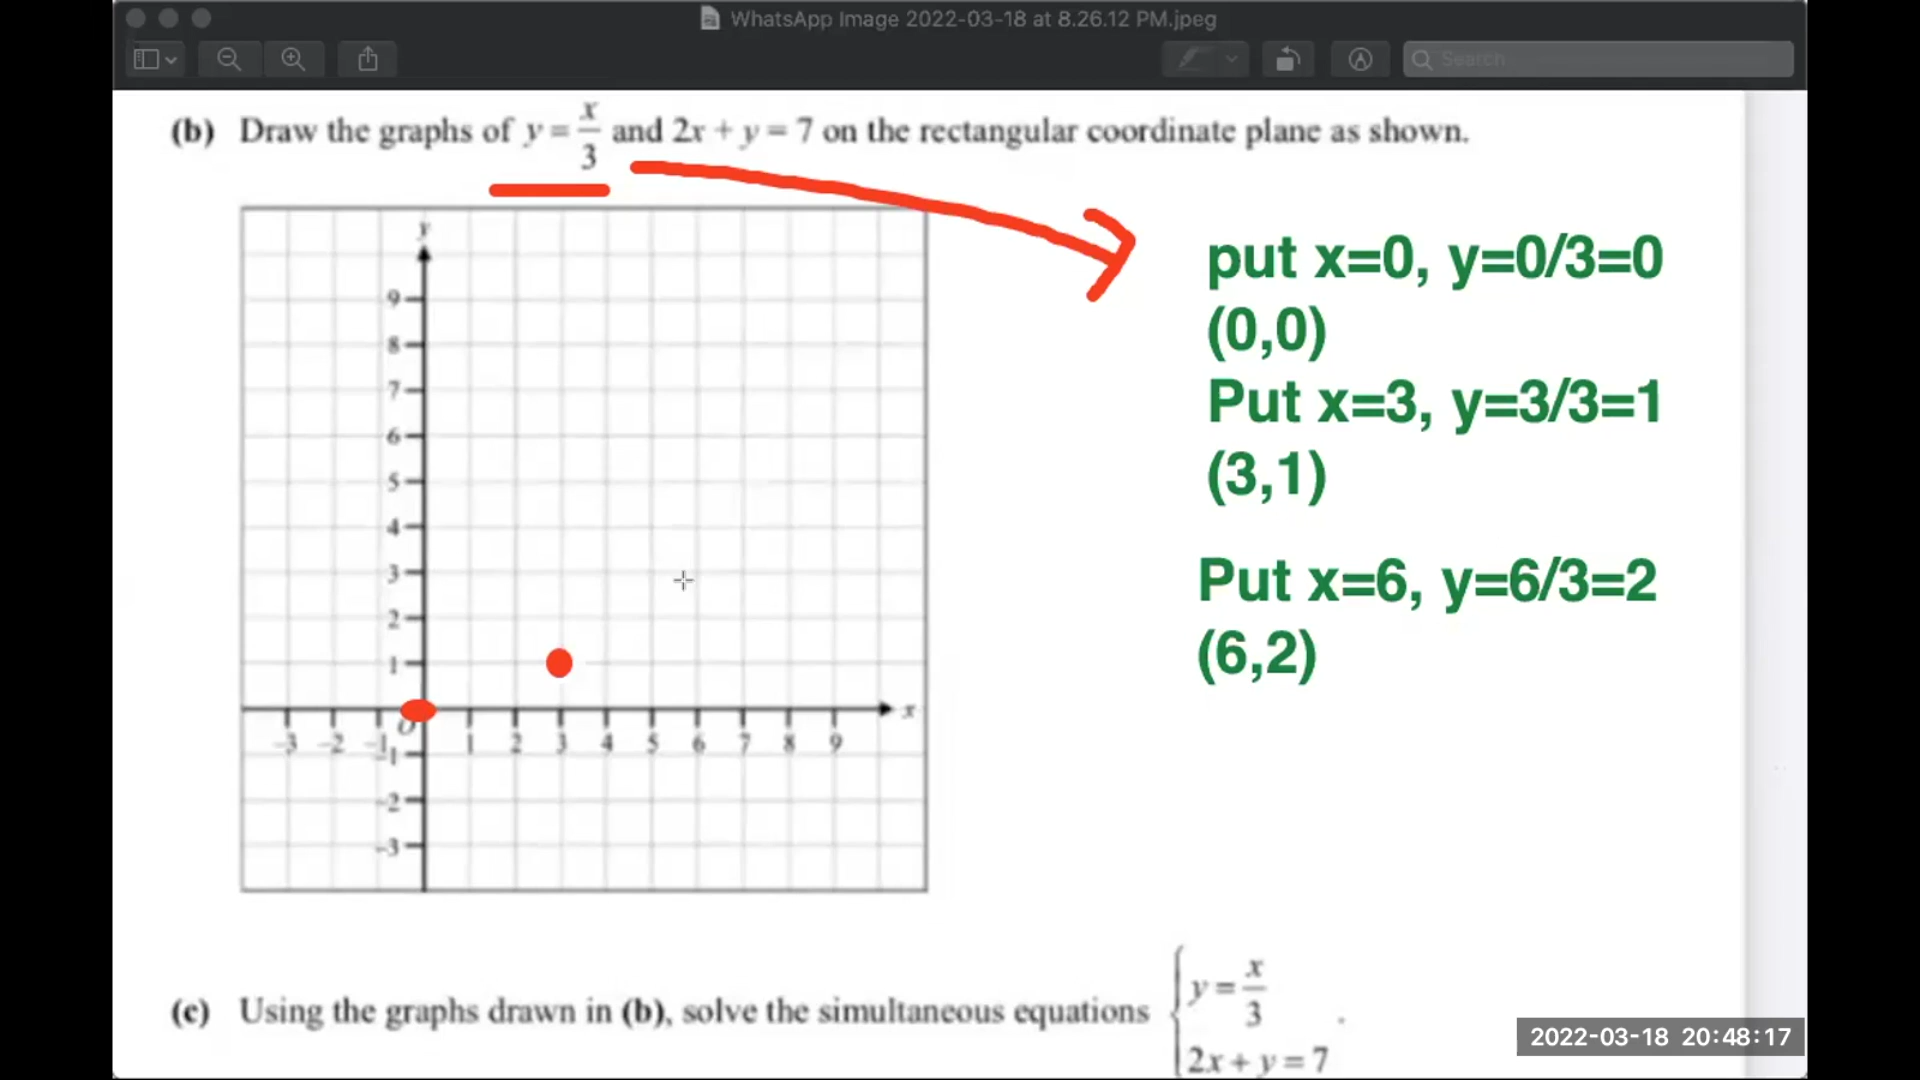 WhatsApp Image 2022-03-18 at 8.26.12 PM.jpeg
Search
(b) Draw the graphs of y = x/3 and 2x + y = 7 on the rectangular coordinate plane as shown.
put x=0, y=0/3=0
(0,0)
Put x=3, y=3/3=1
(3,1)
Put x=6, y=6/3=2
(6,2)
y
9
8
7
6
5
4
3
2
1
O
x
-3 -2 -1 1 2 3 4 5 6 7 8 9
-1
-2
-3
(c) Using the graphs drawn in (b), solve the simultaneous equations { y = x/3
2x + y = 7 .
2022-03-18 20:48:17